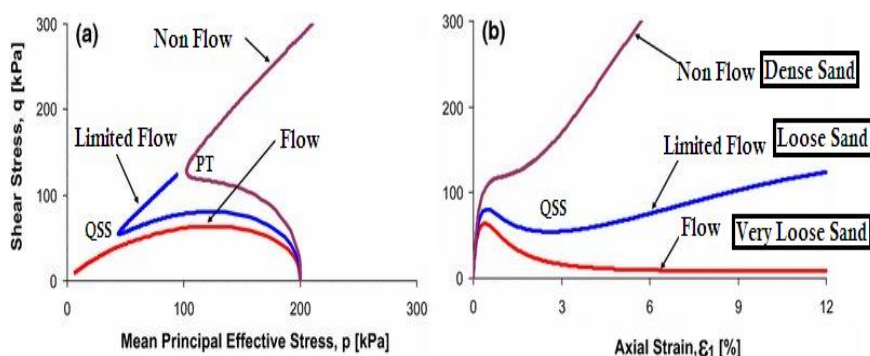 (a)
Shear Stress, q [kPa]
300
200
100
0
Non Flow
Limited Flow
Flow
PT
QSS
0
100
200
300
Mean Principal Effective Stress, p [kPa]
(b)
300
200
100
0
Non Flow Dense Sand
Limited Flow Loose Sand
QSS
Flow Very Loose Sand
0
3
6
9
12
Axial Strain, ε1 [%]